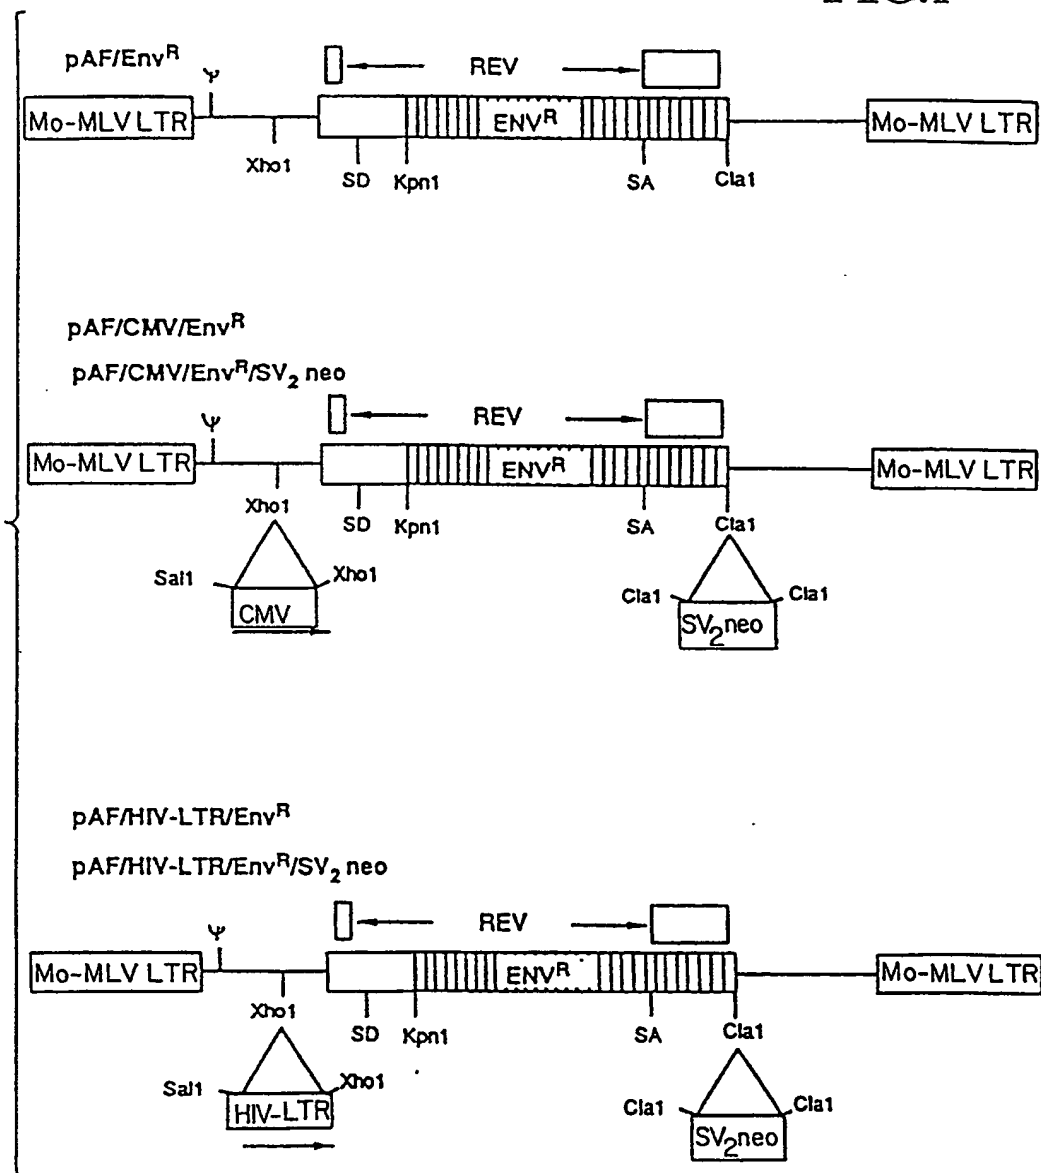 pAF/Env^R
Ψ
REV
Mo-MLV LTR
ENV^R
Mo-MLV LTR
Xho1
SD
Kpn1
SA
Cla1
pAF/CMV/Env^R
pAF/CMV/Env^R/SV₂ neo
Ψ
REV
Mo-MLV LTR
ENV^R
Mo-MLV LTR
Xho1
SD
Kpn1
SA
Cla1
Sal1
Xho1
Cla1
Cla1
CMV
SV₂neo
pAF/HIV-LTR/Env^R
pAF/HIV-LTR/Env^R/SV₂ neo
Ψ
REV
Mo-MLV LTR
ENV^R
Mo-MLV LTR
Xho1
SD
Kpn1
SA
Cla1
Sal1
Xho1
Cla1
Cla1
HIV-LTR
SV₂neo